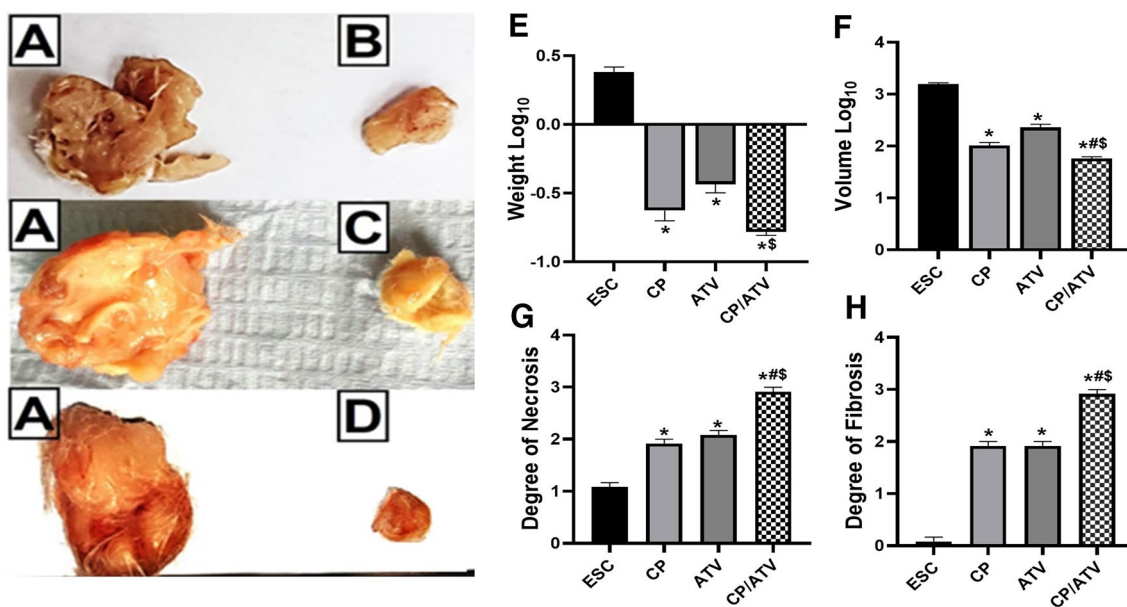 A
B
A
C
A
D
E
Weight Log10
0.5
0.0
-0.5
-1.0
*
*
*$
ESC
CP
ATV
CP/ATV
F
Volume Log10
4
3
2
1
0
*
*
*#$
ESC
CP
ATV
CP/ATV
G
Degree of Necrosis
4
3
2
1
0
*
*
*#$
ESC
CP
ATV
CP/ATV
H
Degree of Fibrosis
4
3
2
1
0
*
*
*#$
ESC
CP
ATV
CP/ATV